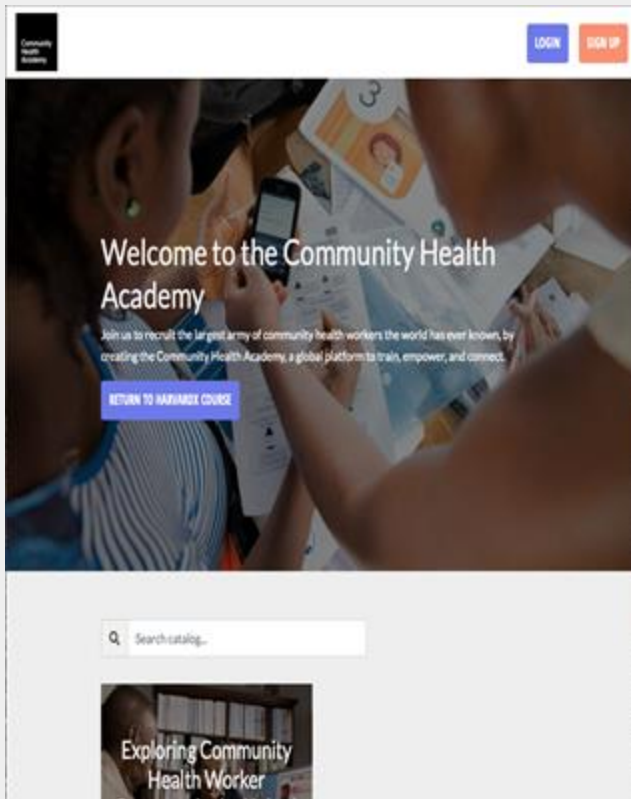 Community
Health
Academy
LOGIN
SIGN UP
3
Welcome to the Community Health
Academy
Join us to recruit the largest army of community health workers the world has ever known, by
creating the Community Health Academy, a global platform to train, empower, and connect.
RETURN TO HARVARDX COURSE
Search catalog...
Exploring Community
Health Worker